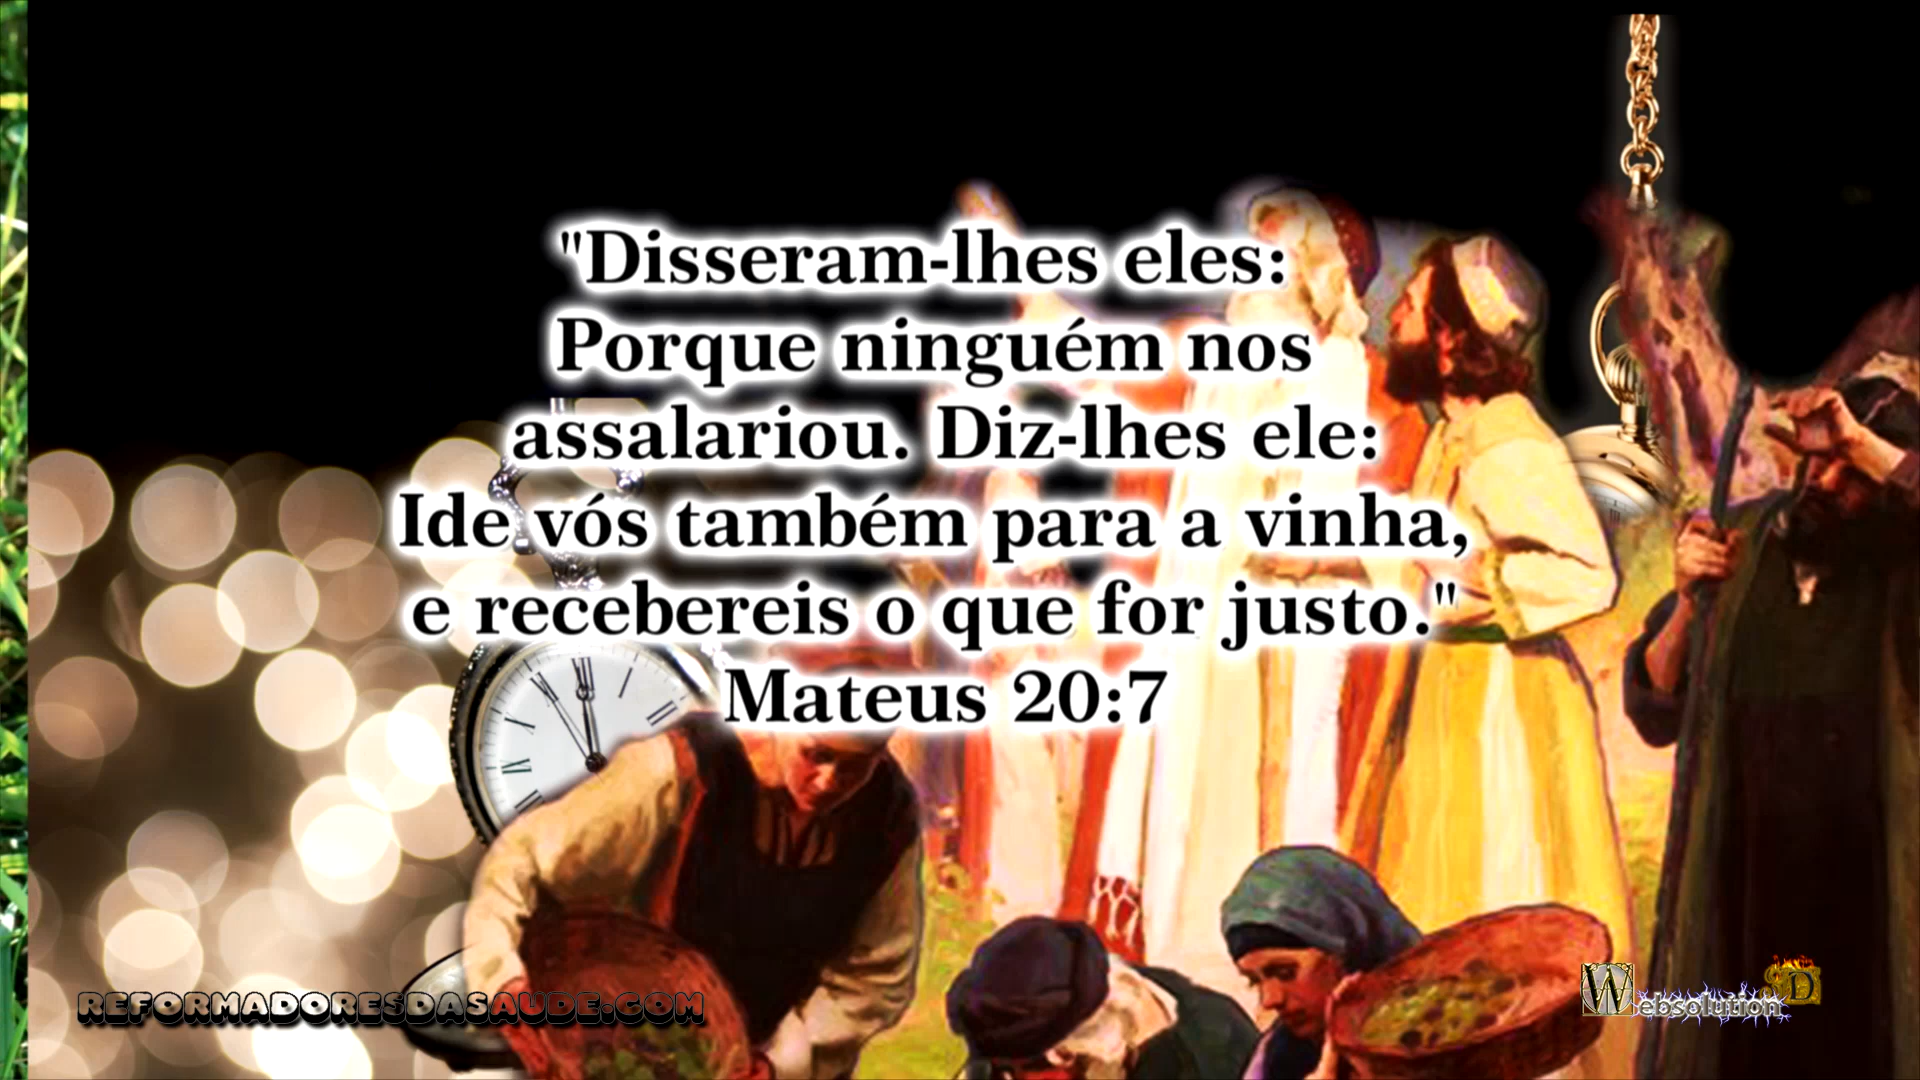 "Disseram-lhes eles:
Porque ninguém nos
assalariou. Diz-lhes ele:
Ide vós também para a vinha,
e recebereis o que for justo."
Mateus 20:7
REFORMADORESDASAUDE.COM
Websolution SD